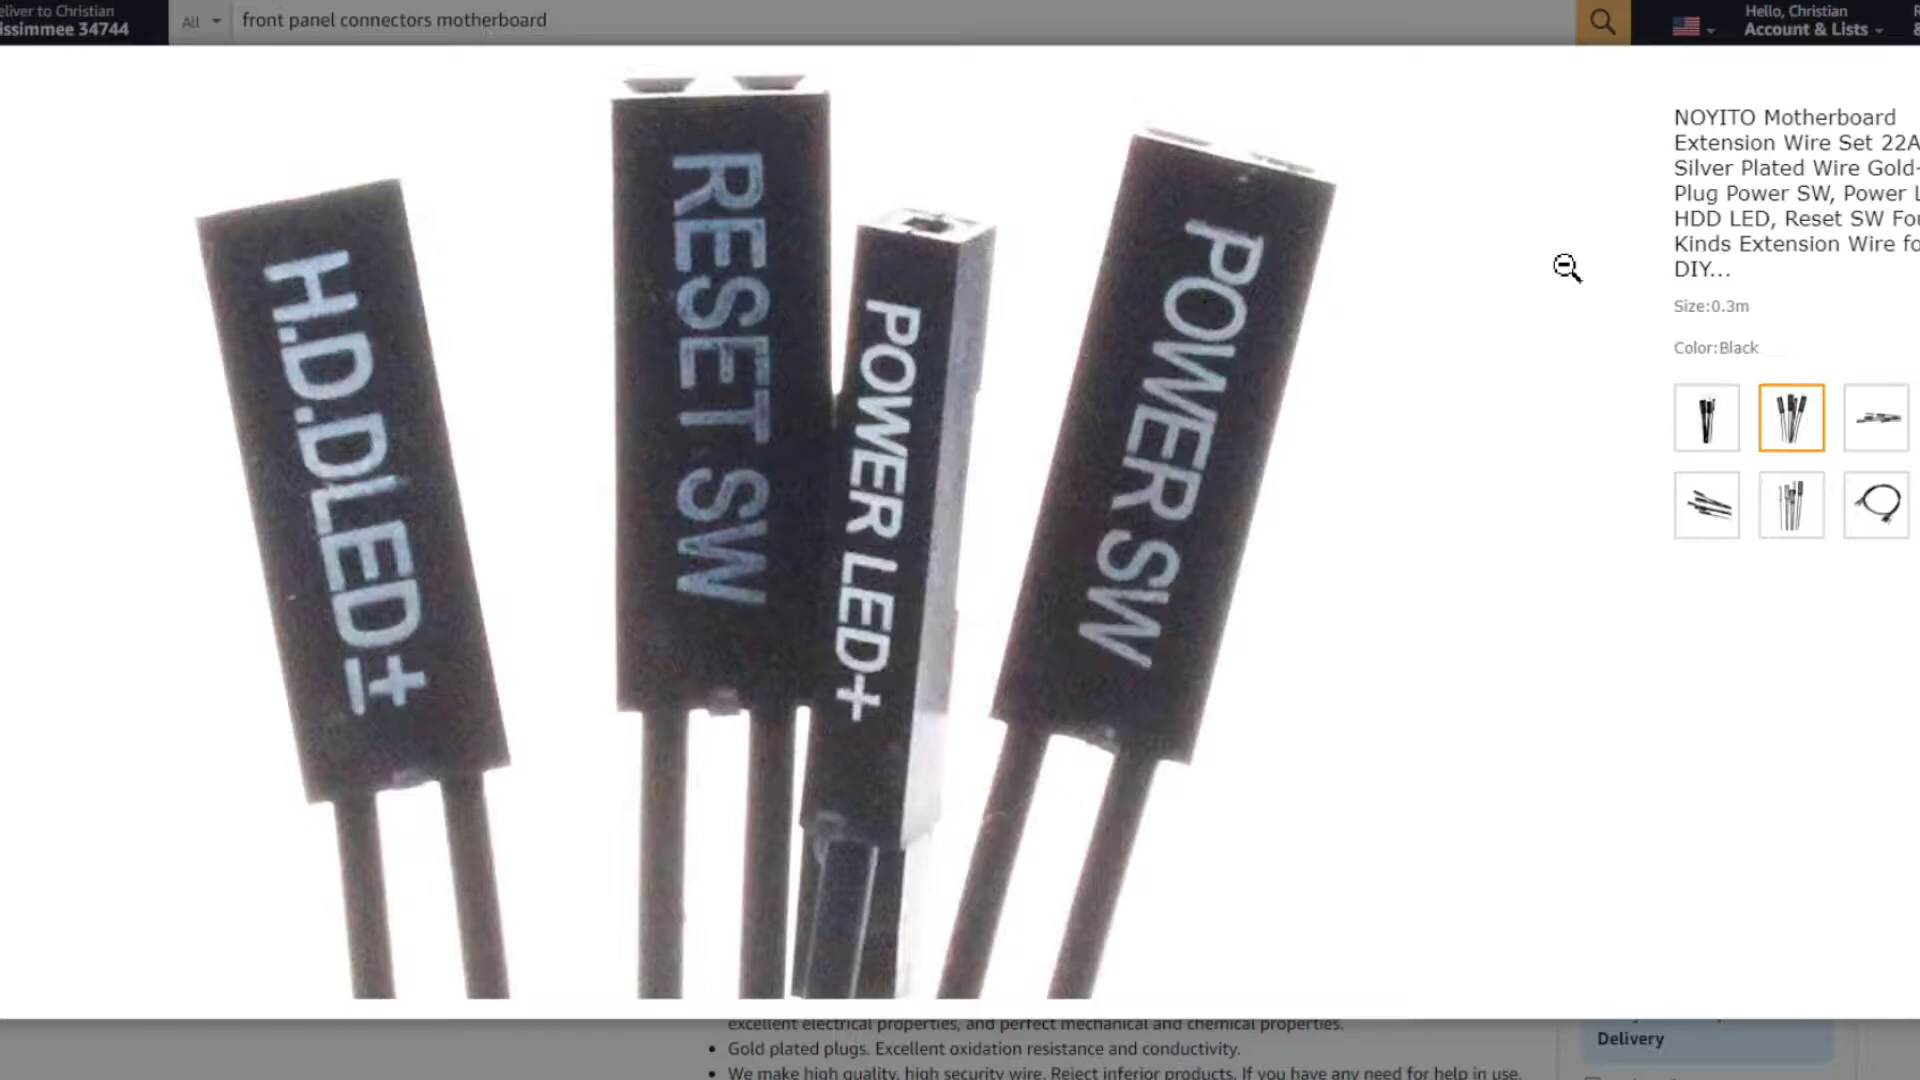 eliver to Christian
issimmee 34744
All
front panel connectors motherboard
Hello, Christian
Account & Lists
H.D.DLED±
RESET SW
POWER LED+
POWER SW
NOYITO Motherboard
Extension Wire Set 22A
Silver Plated Wire Gold-
Plug Power SW, Power L
HDD LED, Reset SW Fou
Kinds Extension Wire fo
DIY...
Size:0.3m
Color:Black
excellent electrical properties, and perfect mechanical and chemical properties.
• Gold plated plugs. Excellent oxidation resistance and conductivity.
• We make high quality, high security wire. Reject inferior products. If you have any need for help in use,
Delivery